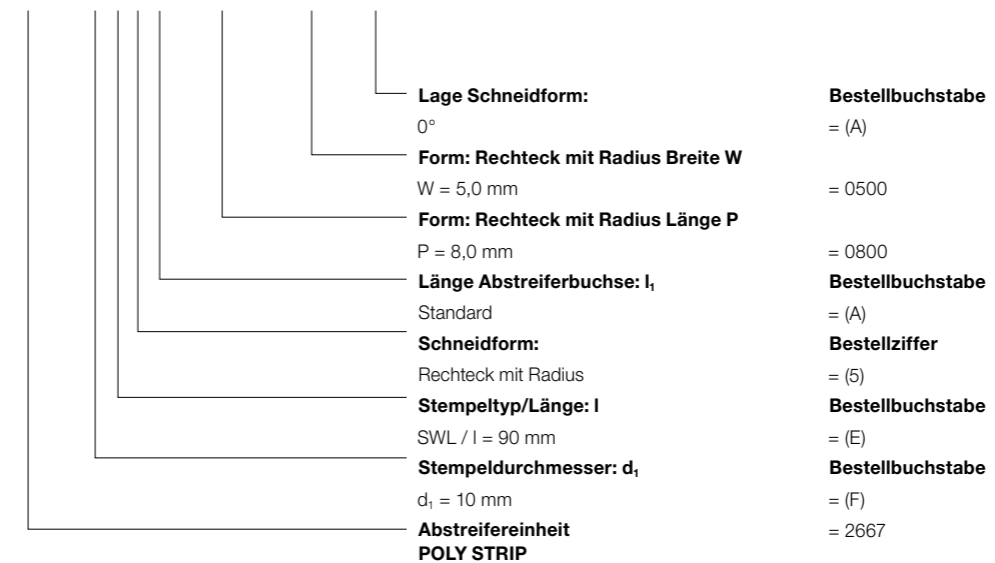 Lage Schneidform: Bestellbuchstabe
0° = (A)
Form: Rechteck mit Radius Breite W
W = 5,0 mm = 0500
Form: Rechteck mit Radius Länge P
P = 8,0 mm = 0800
Länge Abstreiferbuchse: l₁ Bestellbuchstabe
Standard = (A)
Schneidform: Bestellziffer
Rechteck mit Radius = (5)
Stempeltyp/Länge: l Bestellbuchstabe
SWL / l = 90 mm = (E)
Stempeldurchmesser: d₁ Bestellbuchstabe
d₁ = 10 mm = (F)
Abstreifereinheit = 2667
POLY STRIP